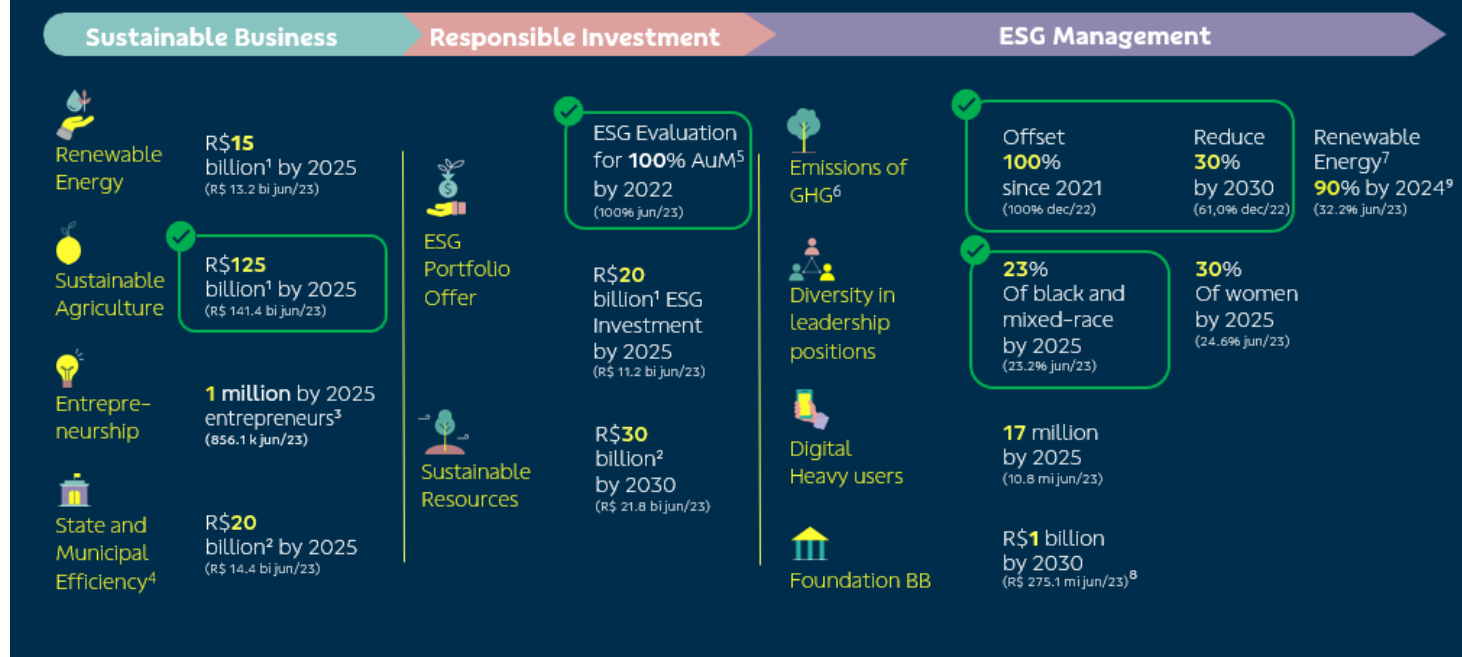 Sustainable Business
Responsible Investment
ESG Management
Renewable
Energy
R$15
billion¹ by 2025
(R$ 13.2 bi jun/23)
Sustainable
Agriculture
R$125
billion¹ by 2025
(R$ 141.4 bi jun/23)
Entrepre-
neurship
1 million by 2025
entrepreneurs³
(856.1 k jun/23)
State and
Municipal
Efficiency⁴
R$20
billion² by 2025
(R$ 14.4 bi jun/23)
ESG
Portfolio
Offer
ESG Evaluation
for 100% AuM⁵
by 2022
(100% jun/23)
R$20
billion¹ ESG
Investment
by 2025
(R$ 11.2 bi jun/23)
Sustainable
Resources
R$30
billion²
by 2030
(R$ 21.8 bi jun/23)
Emissions of
GHG⁶
Offset
100%
since 2021
(100% dec/22)
Reduce
30%
by 2030
(61,0% dec/22)
Renewable
Energy⁷
90% by 2024⁹
(32.2% jun/23)
Diversity in
leadership
positions
23%
Of black and
mixed-race
by 2025
(23.2% jun/23)
30%
Of women
by 2025
(24.6% jun/23)
Digital
Heavy users
17 million
by 2025
(10.8 mi jun/23)
Foundation BB
R$1 billion
by 2030
(R$ 275.1 mi jun/23)⁸